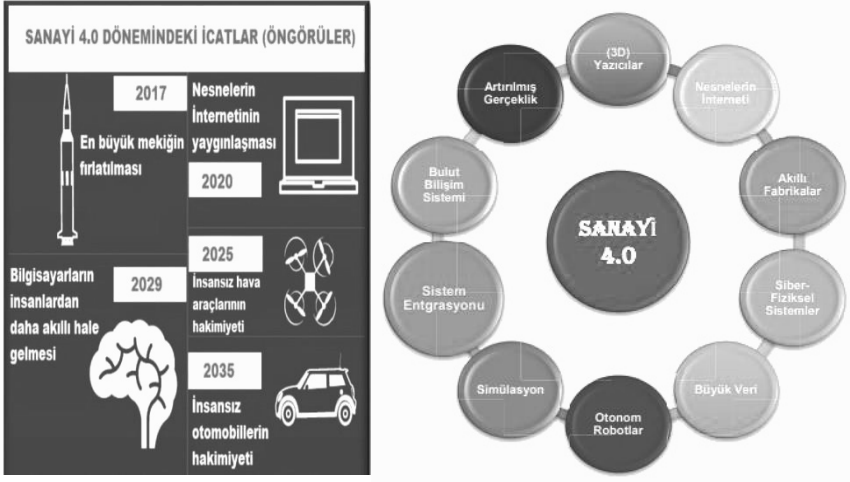 SANAYİ 4.0 DÖNEMİNDEKİ İCATLAR (ÖNGÖRÜLER)
2017
En büyük mekiğin
fırlatılması
Nesnelerin
İnternetinin
yaygınlaşması
2020
2025
İnsansız hava
araçlarının
hakimiyeti
Bilgisayarların
insanlardan
daha akıllı hale
gelmesi
2029
2035
İnsansız
otomobillerin
hakimiyeti
SANAYİ
4.0
(3D)
Yazıcılar
Nesnelerin
İnterneti
Akıllı
Fabrikalar
Siber-
Fiziksel
Sistemler
Büyük Veri
Otonom
Robotlar
Simülasyon
Sistem
Entgrasyonu
Bulut
Bilişim
Sistemi
Artırılmış
Gerçeklik